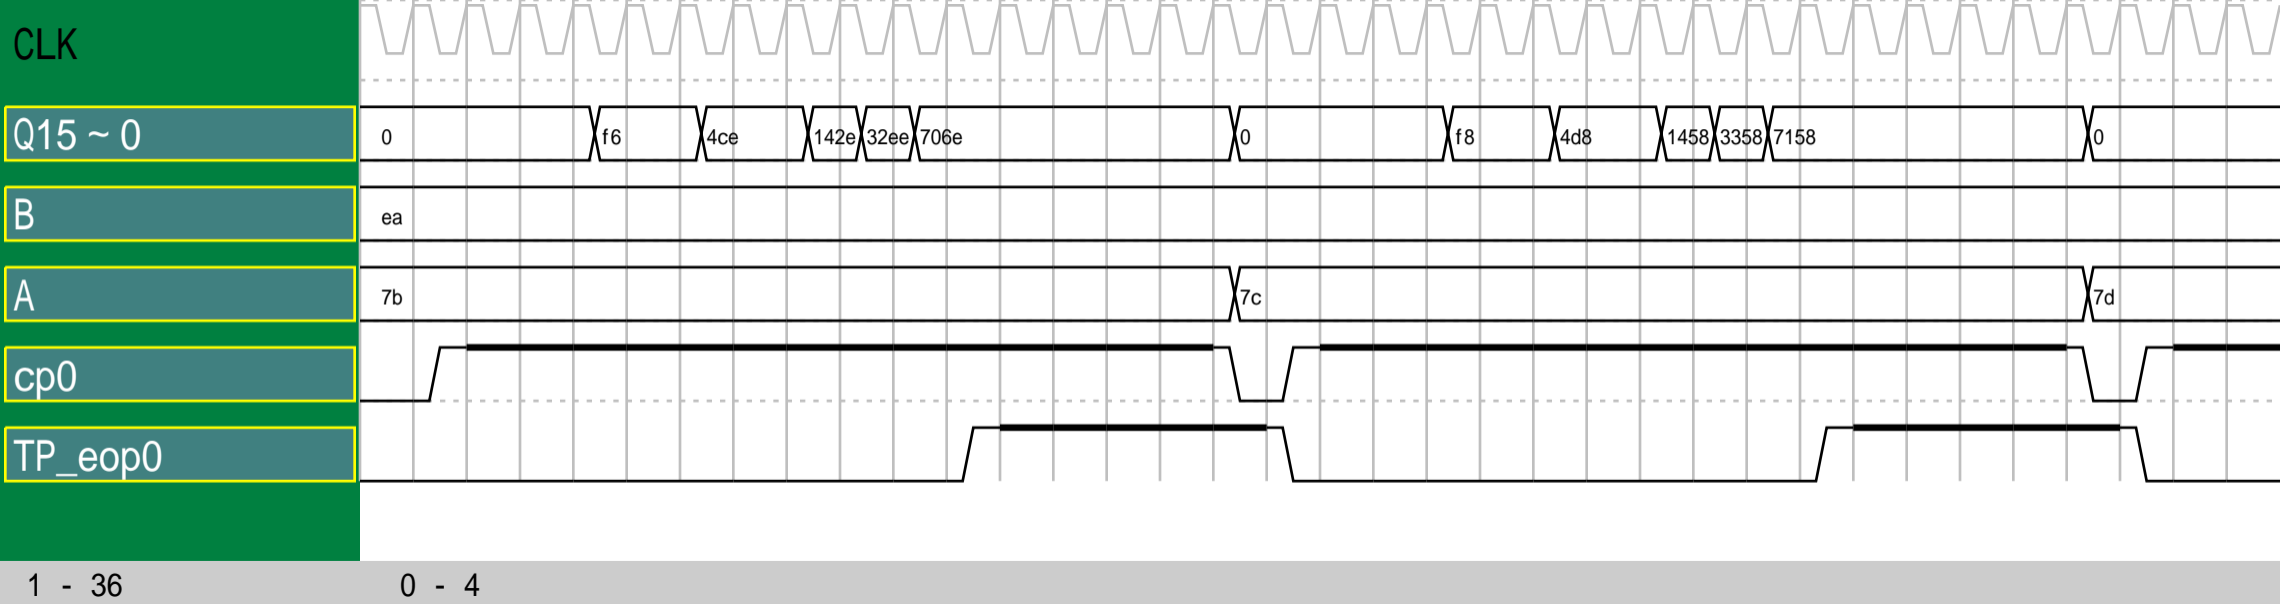 CLK
Q15 ~ 0 0 f6 4ce 142e 32ee 706e 0 f8 4d8 1458 3358 7158 0
B ea
A 7b 7c 7d
cp0
TP_eop0
1 - 36 0 - 4